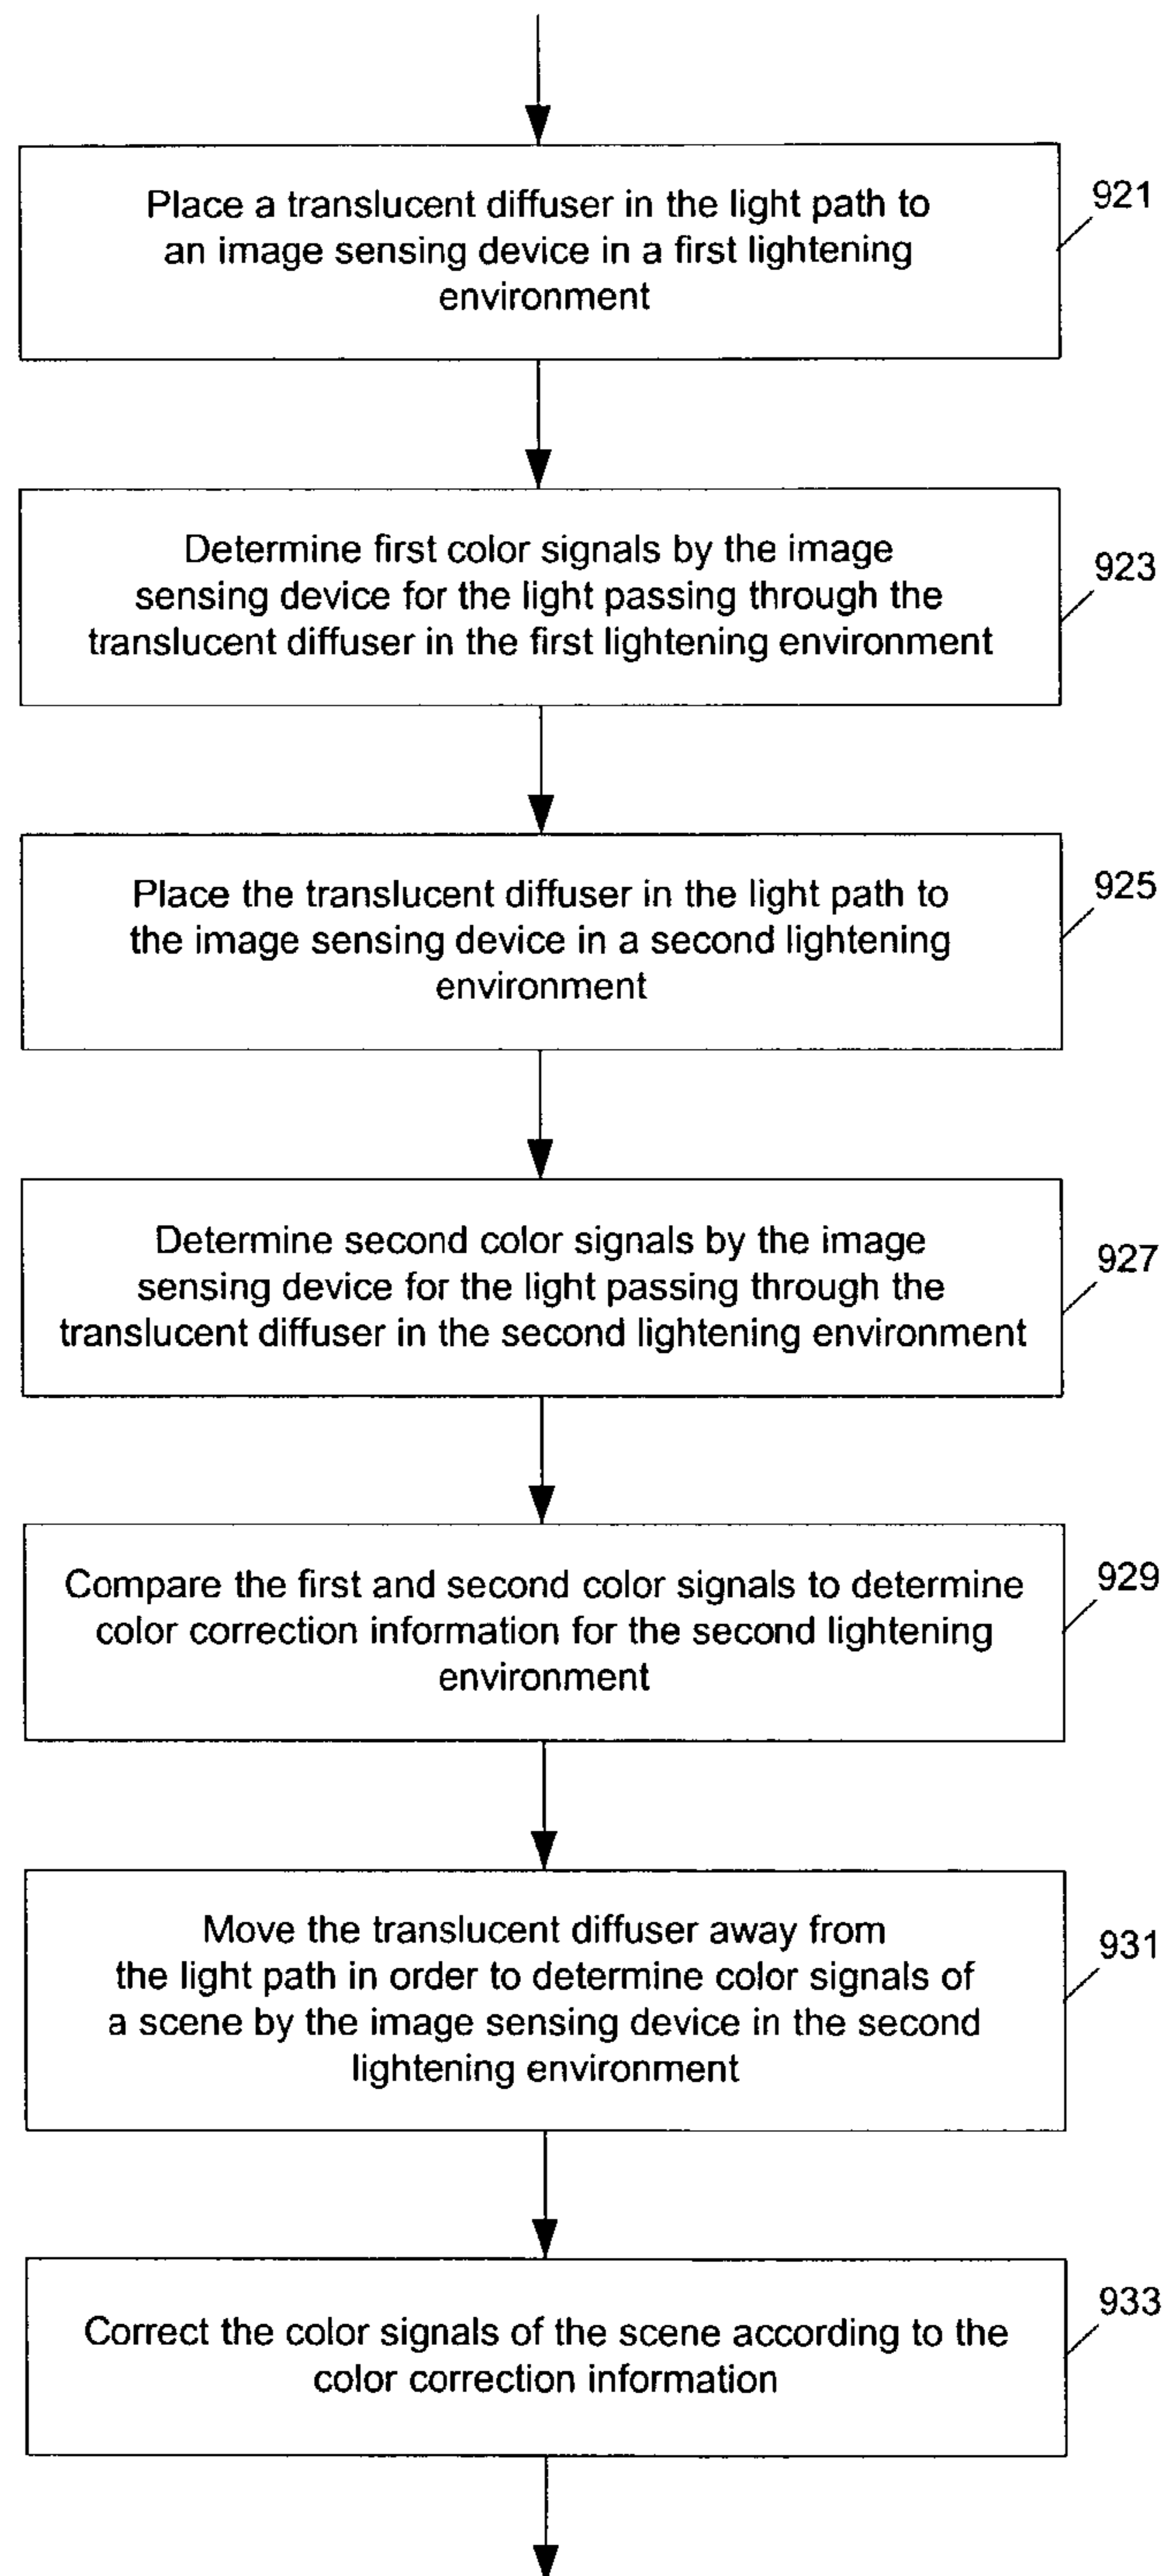 Place a translucent diffuser in the light path to
an image sensing device in a first lightening
environment
921
Determine first color signals by the image
sensing device for the light passing through the
translucent diffuser in the first lightening environment
923
Place the translucent diffuser in the light path to
the image sensing device in a second lightening
environment
925
Determine second color signals by the image
sensing device for the light passing through the
translucent diffuser in the second lightening environment
927
Compare the first and second color signals to determine
color correction information for the second lightening
environment
929
Move the translucent diffuser away from
the light path in order to determine color signals of
a scene by the image sensing device in the second
lightening environment
931
Correct the color signals of the scene according to the
color correction information
933